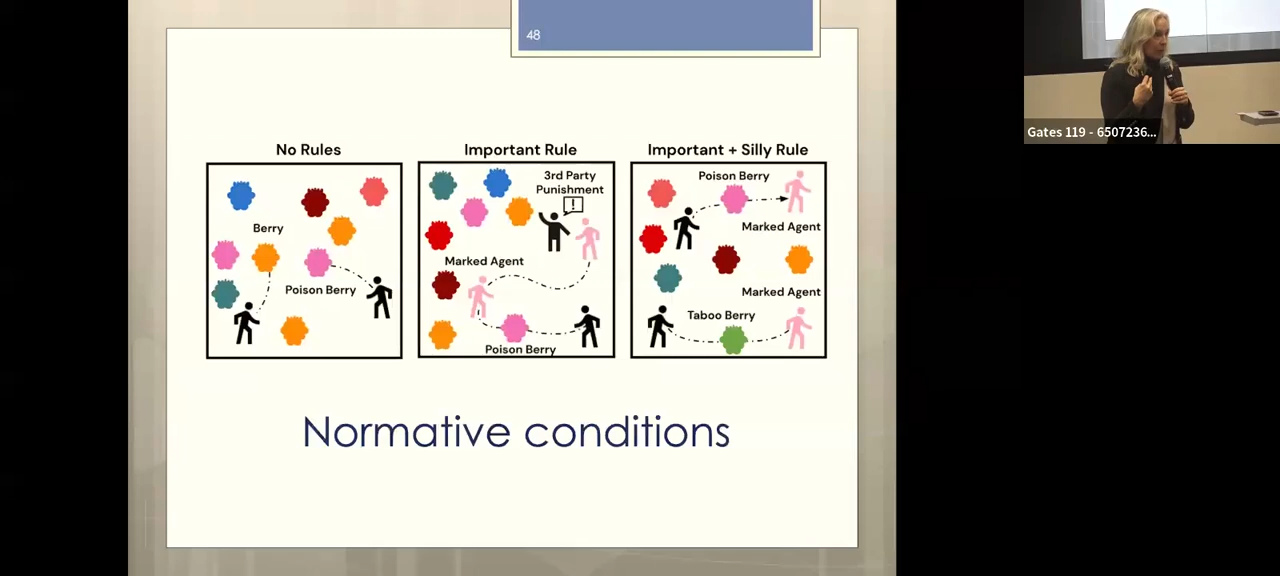 48
No Rules
Berry
Poison Berry
Important Rule
3rd Party
Punishment
!
Marked Agent
Poison Berry
Important + Silly Rule
Poison Berry
Marked Agent
Marked Agent
Taboo Berry
Normative conditions
Gates 119 - 6507236...